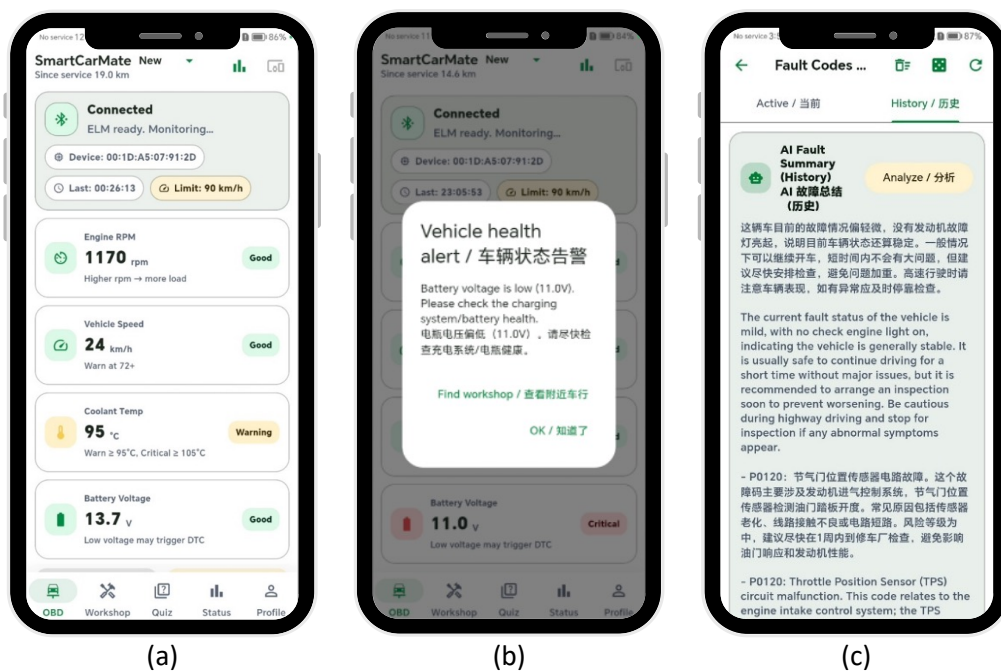 No service 12
86%
SmartCarMate New
Since service 19.0 km
Connected
ELM ready. Monitoring...
Device: 00:1D:A5:07:91:2D
Last: 00:26:13
Limit: 90 km/h
Engine RPM
1170 rpm
Good
Higher rpm → more load
Vehicle Speed
24 km/h
Good
Warn at 72+
Coolant Temp
95 °C
Warning
Warn ≥ 95°C, Critical ≥ 105°C
Battery Voltage
13.7 V
Good
Low voltage may trigger DTC
OBD
Workshop
Quiz
Status
Profile
(a)
No service 11
84%
SmartCarMate New
Since service 14.6 km
Connected
ELM ready. Monitoring...
Device: 00:1D:A5:07:91:2D
Last: 23:05:53
Limit: 90 km/h
Vehicle health
alert / 车辆状态告警
Battery voltage is low (11.0V).
Please check the charging
system/battery health.
电瓶电压偏低（11.0V）。请尽快检
查充电系统/电瓶健康。
Find workshop / 查看附近车行
OK / 知道了
Battery Voltage
11.0 V
Critical
Low voltage may trigger DTC
OBD
Workshop
Quiz
Status
Profile
(b)
No service 3:5
87%
Fault Codes ...
Active / 当前
History / 历史
AI Fault
Summary
(History)
AI 故障总结
（历史）
Analyze / 分析
这辆车目前的故障情况偏轻微，没有发动机故障
灯亮起，说明目前车辆状态还算稳定。一般情况
下可以继续开车，短时间内不会有大问题，但建
议尽快安排检查，避免问题加重。高速行驶时请
注意车辆表现，如有异常应及时停靠检查。
The current fault status of the vehicle is
mild, with no check engine light on,
indicating the vehicle is generally stable. It
is usually safe to continue driving for a
short time without major issues, but it is
recommended to arrange an inspection
soon to prevent worsening. Be cautious
during highway driving and stop for
inspection if any abnormal symptoms
appear.
- P0120：节气门位置传感器电路故障。这个故
障码主要涉及发动机进气控制系统，节气门位置
传感器检测油门踏板开度。常见原因包括传感器
老化、线路接触不良或电路短路。风险等级为
中，建议尽快在1周内到修车厂检查，避免影响
油门响应和发动机性能。
- P0120: Throttle Position Sensor (TPS)
circuit malfunction. This code relates to the
engine intake control system; the TPS
(c)